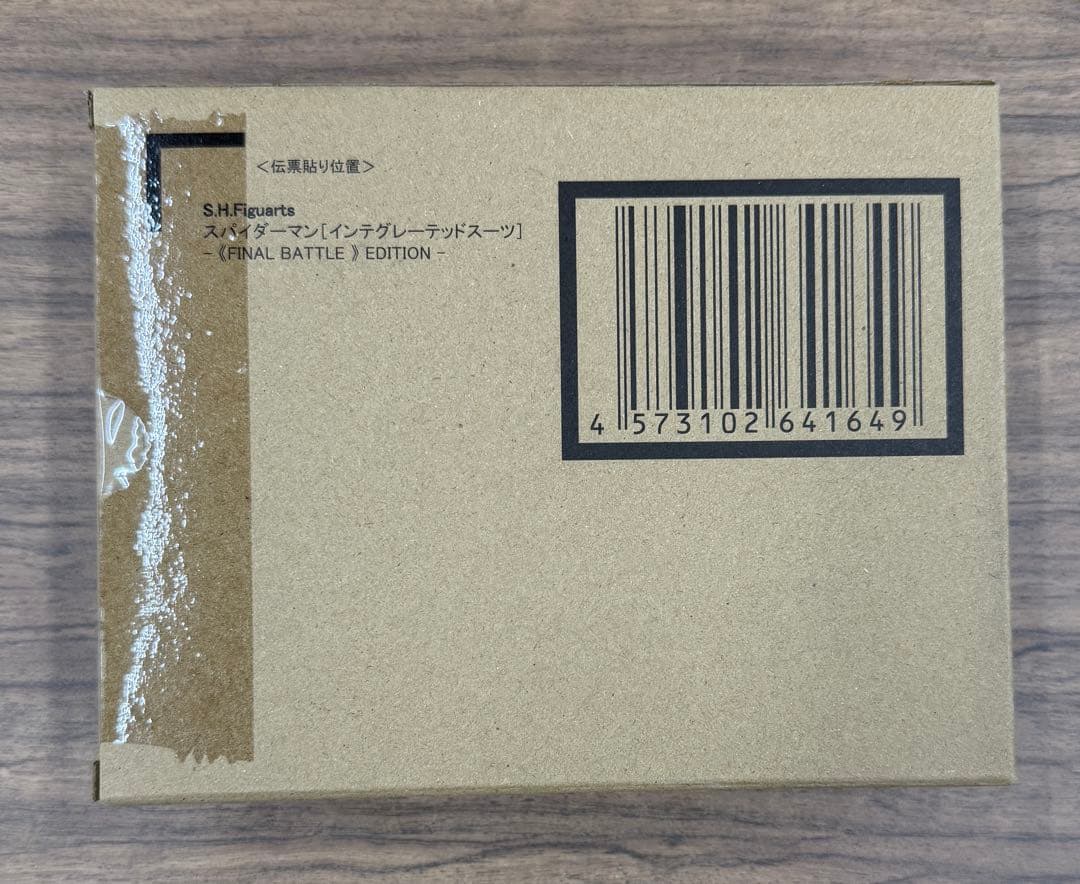 ＜伝票貼り位置＞
S.H.Figuarts
スパイダーマン[インテグレーテッドスーツ]
-《FINAL BATTLE 》EDITION -
4 573102 641649